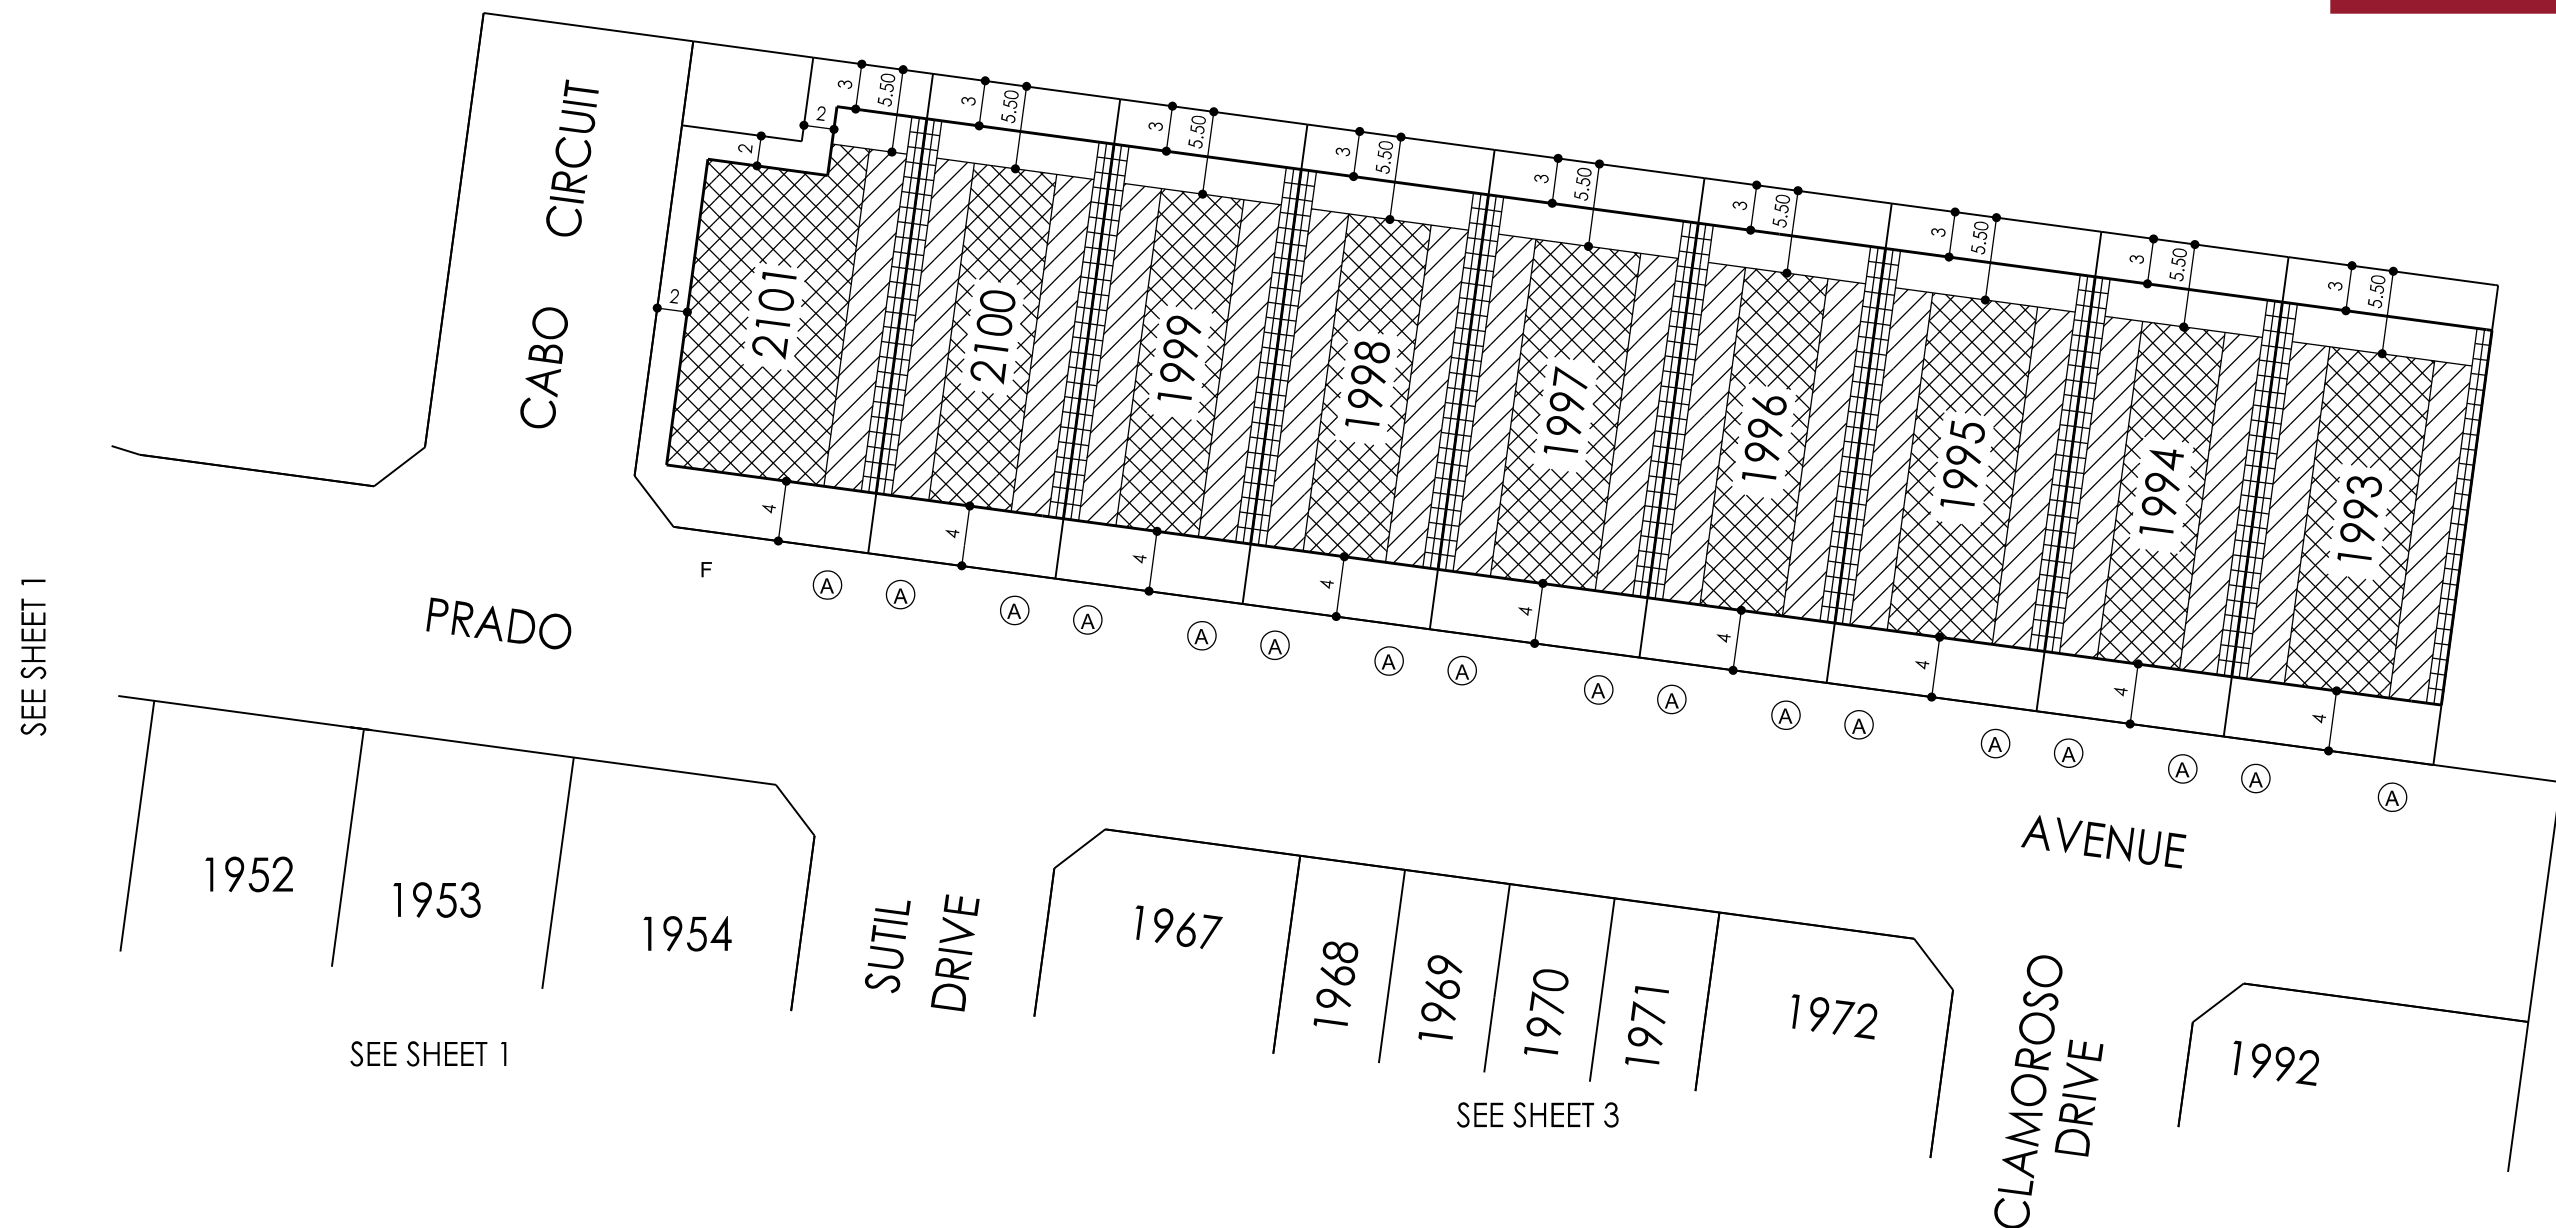 CABO CIRCUIT
3 5.50 3 5.50 3 5.50 3 5.50 3 5.50 3 5.50 3 5.50 3 5.50 3 5.50
2
2
2
2101 2100 1999 1998 1997 1996 1995 1994 1993
4 4 4 4 4 4 4 4 4
F A A A A A A A A A A A A A A A A A
SEE SHEET 1
PRADO AVENUE
1952 1953 1954
SUTIL
DRIVE
1967 1968 1969 1970 1971 1972
CLAMOROSO
DRIVE
1992
SEE SHEET 1
SEE SHEET 3